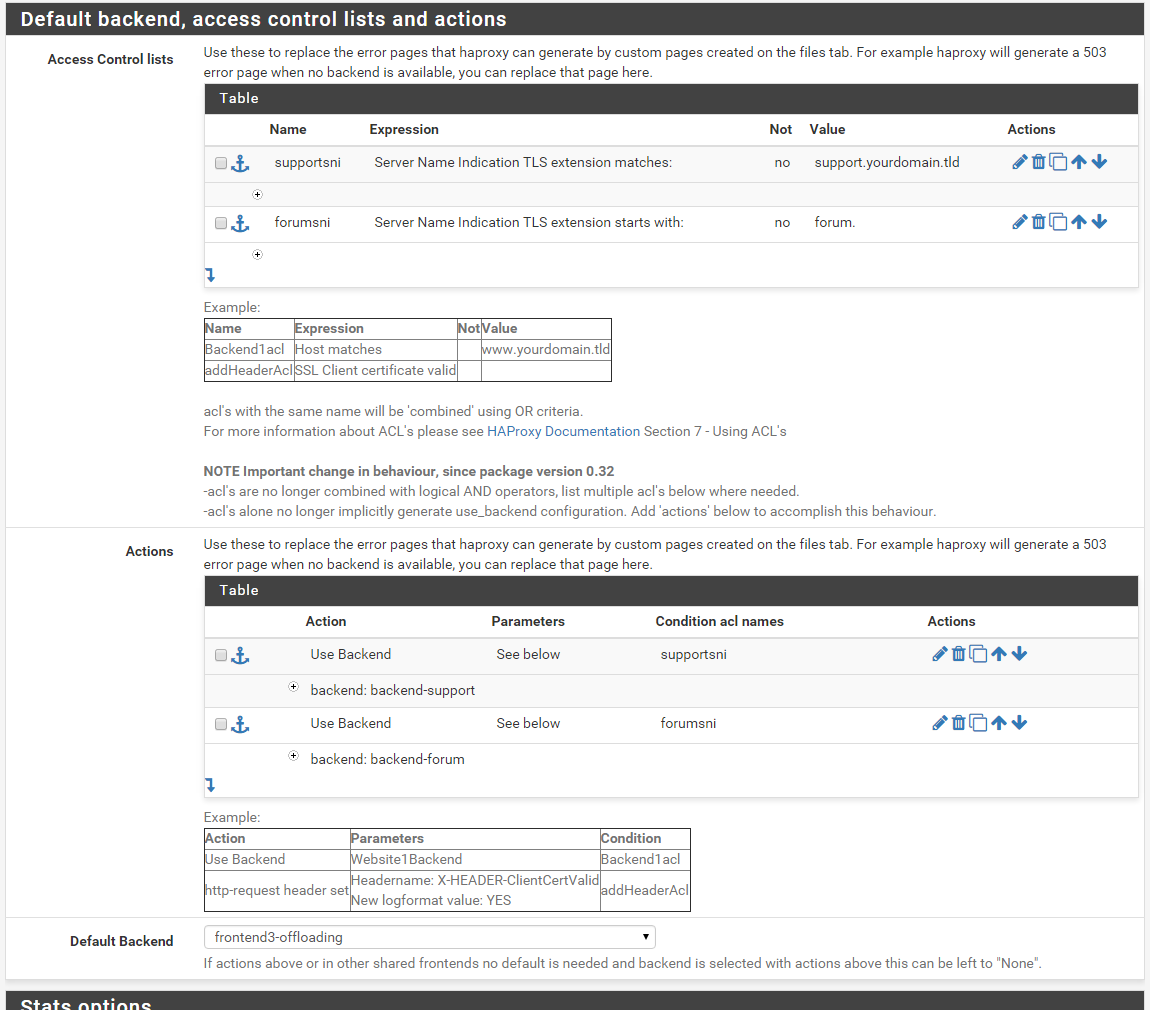 Default backend, access control lists and actions
Access Control lists
Use these to replace the error pages that haproxy can generate by custom pages created on the files tab. For example haproxy will generate a 503
error page when no backend is available, you can replace that page here.
Table
Name Expression Not Value Actions
supportsni Server Name Indication TLS extension matches: no support.yourdomain.tld
forumsni Server Name Indication TLS extension starts with: no forum.
Example:
Name Expression Not Value
Backend1acl Host matches www.yourdomain.tld
addHeaderAcl SSL Client certificate valid
acl's with the same name will be 'combined' using OR criteria.
For more information about ACL's please see HAProxy Documentation Section 7 - Using ACL's
NOTE Important change in behaviour, since package version 0.32
-acl's are no longer combined with logical AND operators, list multiple acl's below where needed.
-acl's alone no longer implicitly generate use_backend configuration. Add 'actions' below to accomplish this behaviour.
Actions
Use these to replace the error pages that haproxy can generate by custom pages created on the files tab. For example haproxy will generate a 503
error page when no backend is available, you can replace that page here.
Table
Action Parameters Condition acl names Actions
Use Backend See below supportsni
backend: backend-support
Use Backend See below forumsni
backend: backend-forum
Example:
Action Parameters Condition
Use Backend Website1Backend Backend1acl
http-request header set Headername: X-HEADER-ClientCertValid addHeaderAcl
New logformat value: YES
Default Backend
frontend3-offloading
If actions above or in other shared frontends no default is needed and backend is selected with actions above this can be left to "None".
Stats options